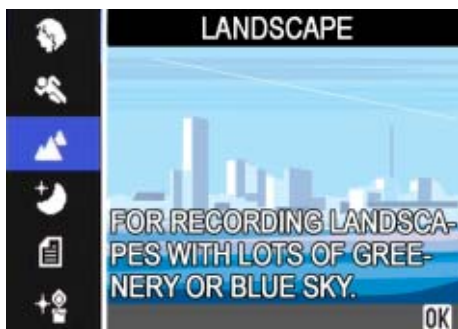 LANDSCAPE
FOR RECORDING LANDSCA-
PES WITH LOTS OF GREE-
NERY OR BLUE SKY.
OK